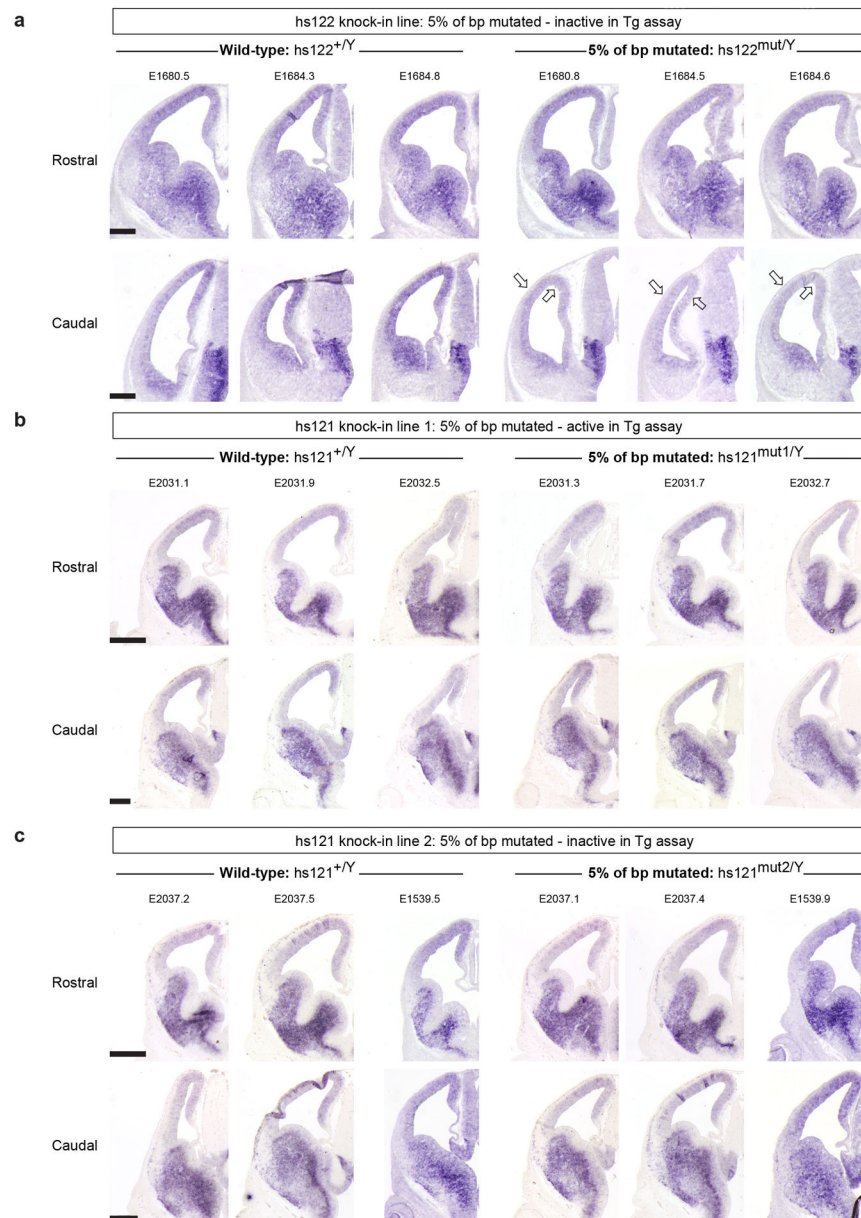 a
hs122 knock-in line: 5% of bp mutated - inactive in Tg assay
Wild-type: hs122+/Y 5% of bp mutated: hs122mut/Y
E1680.5 E1684.3 E1684.8 E1680.8 E1684.5 E1684.6
Rostral
Caudal
b
hs121 knock-in line 1: 5% of bp mutated - active in Tg assay
Wild-type: hs121+/Y 5% of bp mutated: hs121mut1/Y
E2031.1 E2031.9 E2032.5 E2031.3 E2031.7 E2032.7
Rostral
Caudal
c
hs121 knock-in line 2: 5% of bp mutated - inactive in Tg assay
Wild-type: hs121+/Y 5% of bp mutated: hs121mut2/Y
E2037.2 E2037.5 E1539.5 E2037.1 E2037.4 E1539.9
Rostral
Caudal